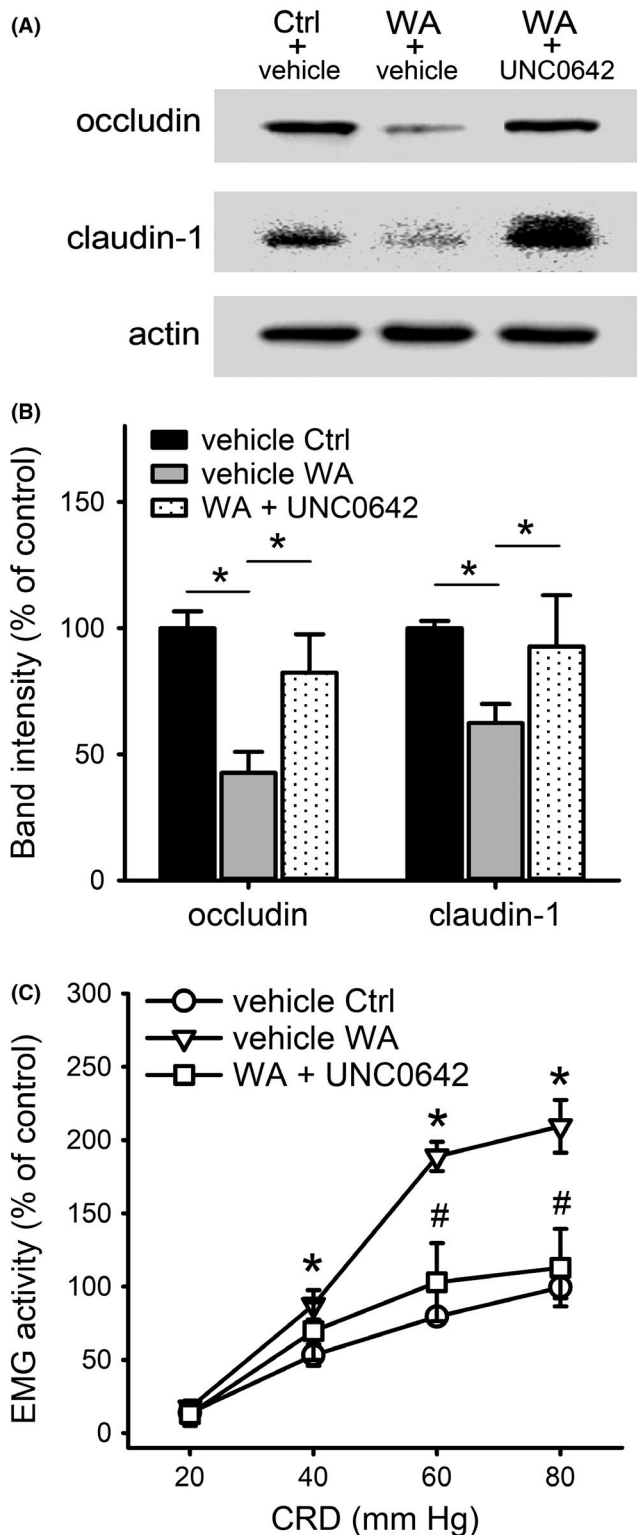 (A)
Ctrl + vehicle
WA + vehicle
WA + UNC0642
occludin
claudin-1
actin
(B)
Band intensity (% of control)
150
100
50
0
vehicle Ctrl
vehicle WA
WA + UNC0642
* *
* *
occludin
claudin-1
(C)
EMG activity (% of control)
300
250
200
150
100
50
0
vehicle Ctrl
vehicle WA
WA + UNC0642
* * *
# #
20 40 60 80
CRD (mm Hg)